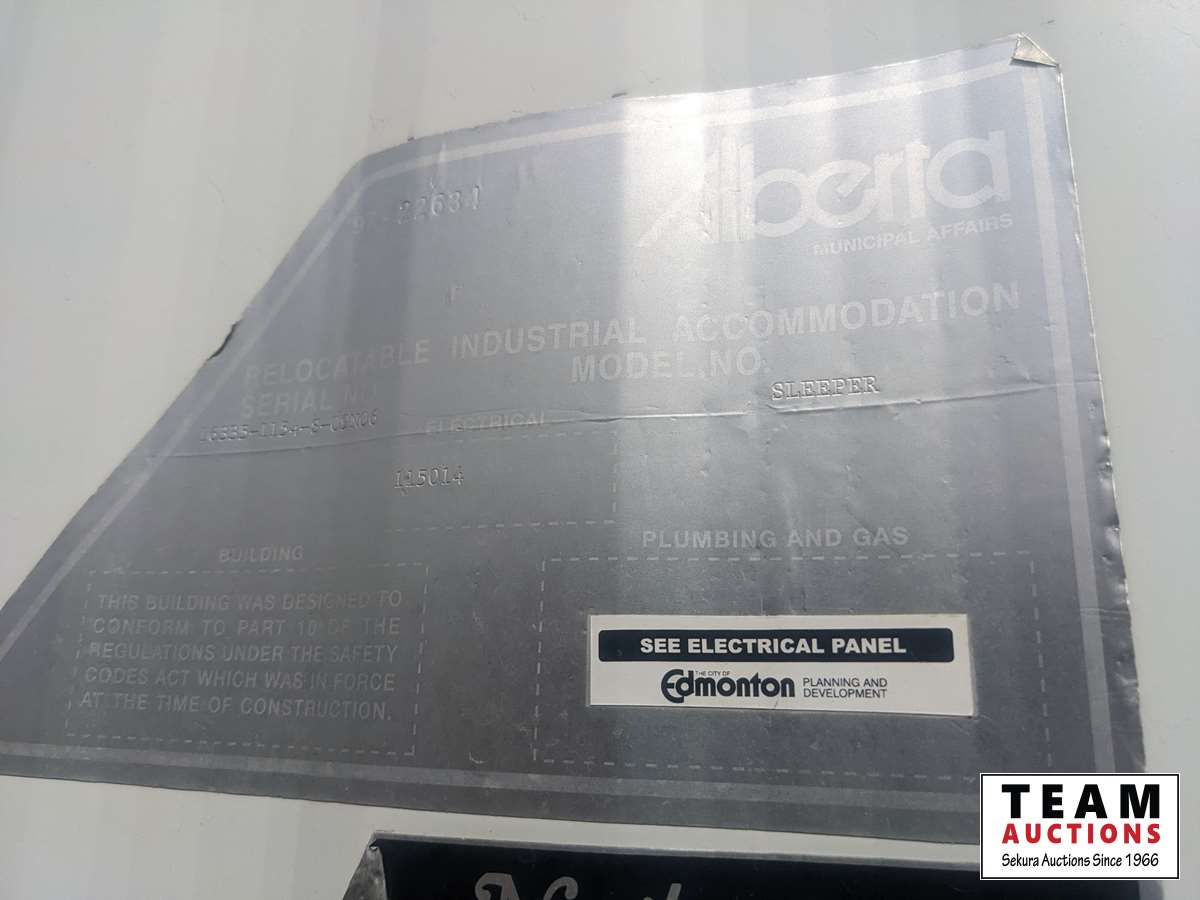 97-22634
Alberta
MUNICIPAL AFFAIRS
RELOCATABLE INDUSTRIAL ACCOMMODATION
SERIAL NO. MODEL NO.
SLEEPER
ELECTRICAL
115014
BUILDING
THIS BUILDING WAS DESIGNED TO
CONFORM TO PART 10 OF THE
REGULATIONS UNDER THE SAFETY
CODES ACT WHICH WAS IN FORCE
AT THE TIME OF CONSTRUCTION.
PLUMBING AND GAS
SEE ELECTRICAL PANEL
THE CITY OF
Edmonton
PLANNING AND
DEVELOPMENT
TEAM
AUCTIONS
Sekura Auctions Since 1966